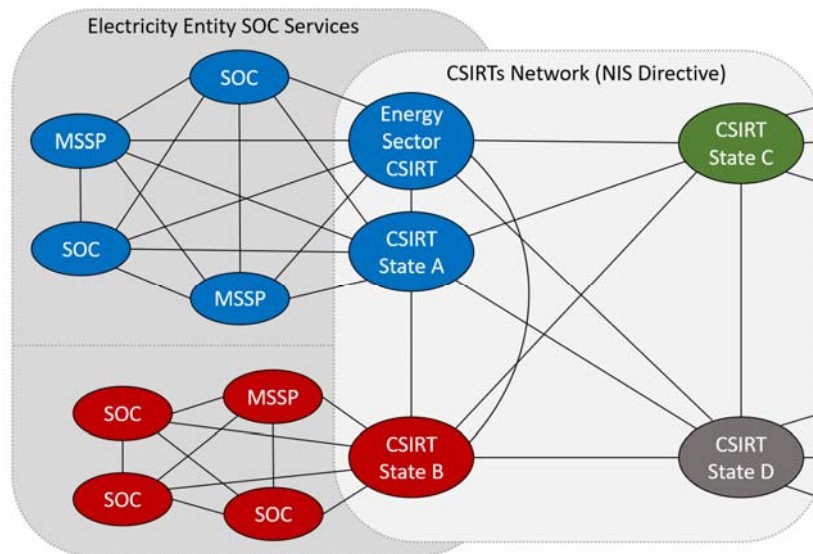 Electricity Entity SOC Services
CSIRTs Network (NIS Directive)
SOC
MSSP
SOC
MSSP
Energy
Sector
CSIRT
CSIRT
State A
CSIRT
State C
SOC
MSSP
SOC
SOC
CSIRT
State B
CSIRT
State D